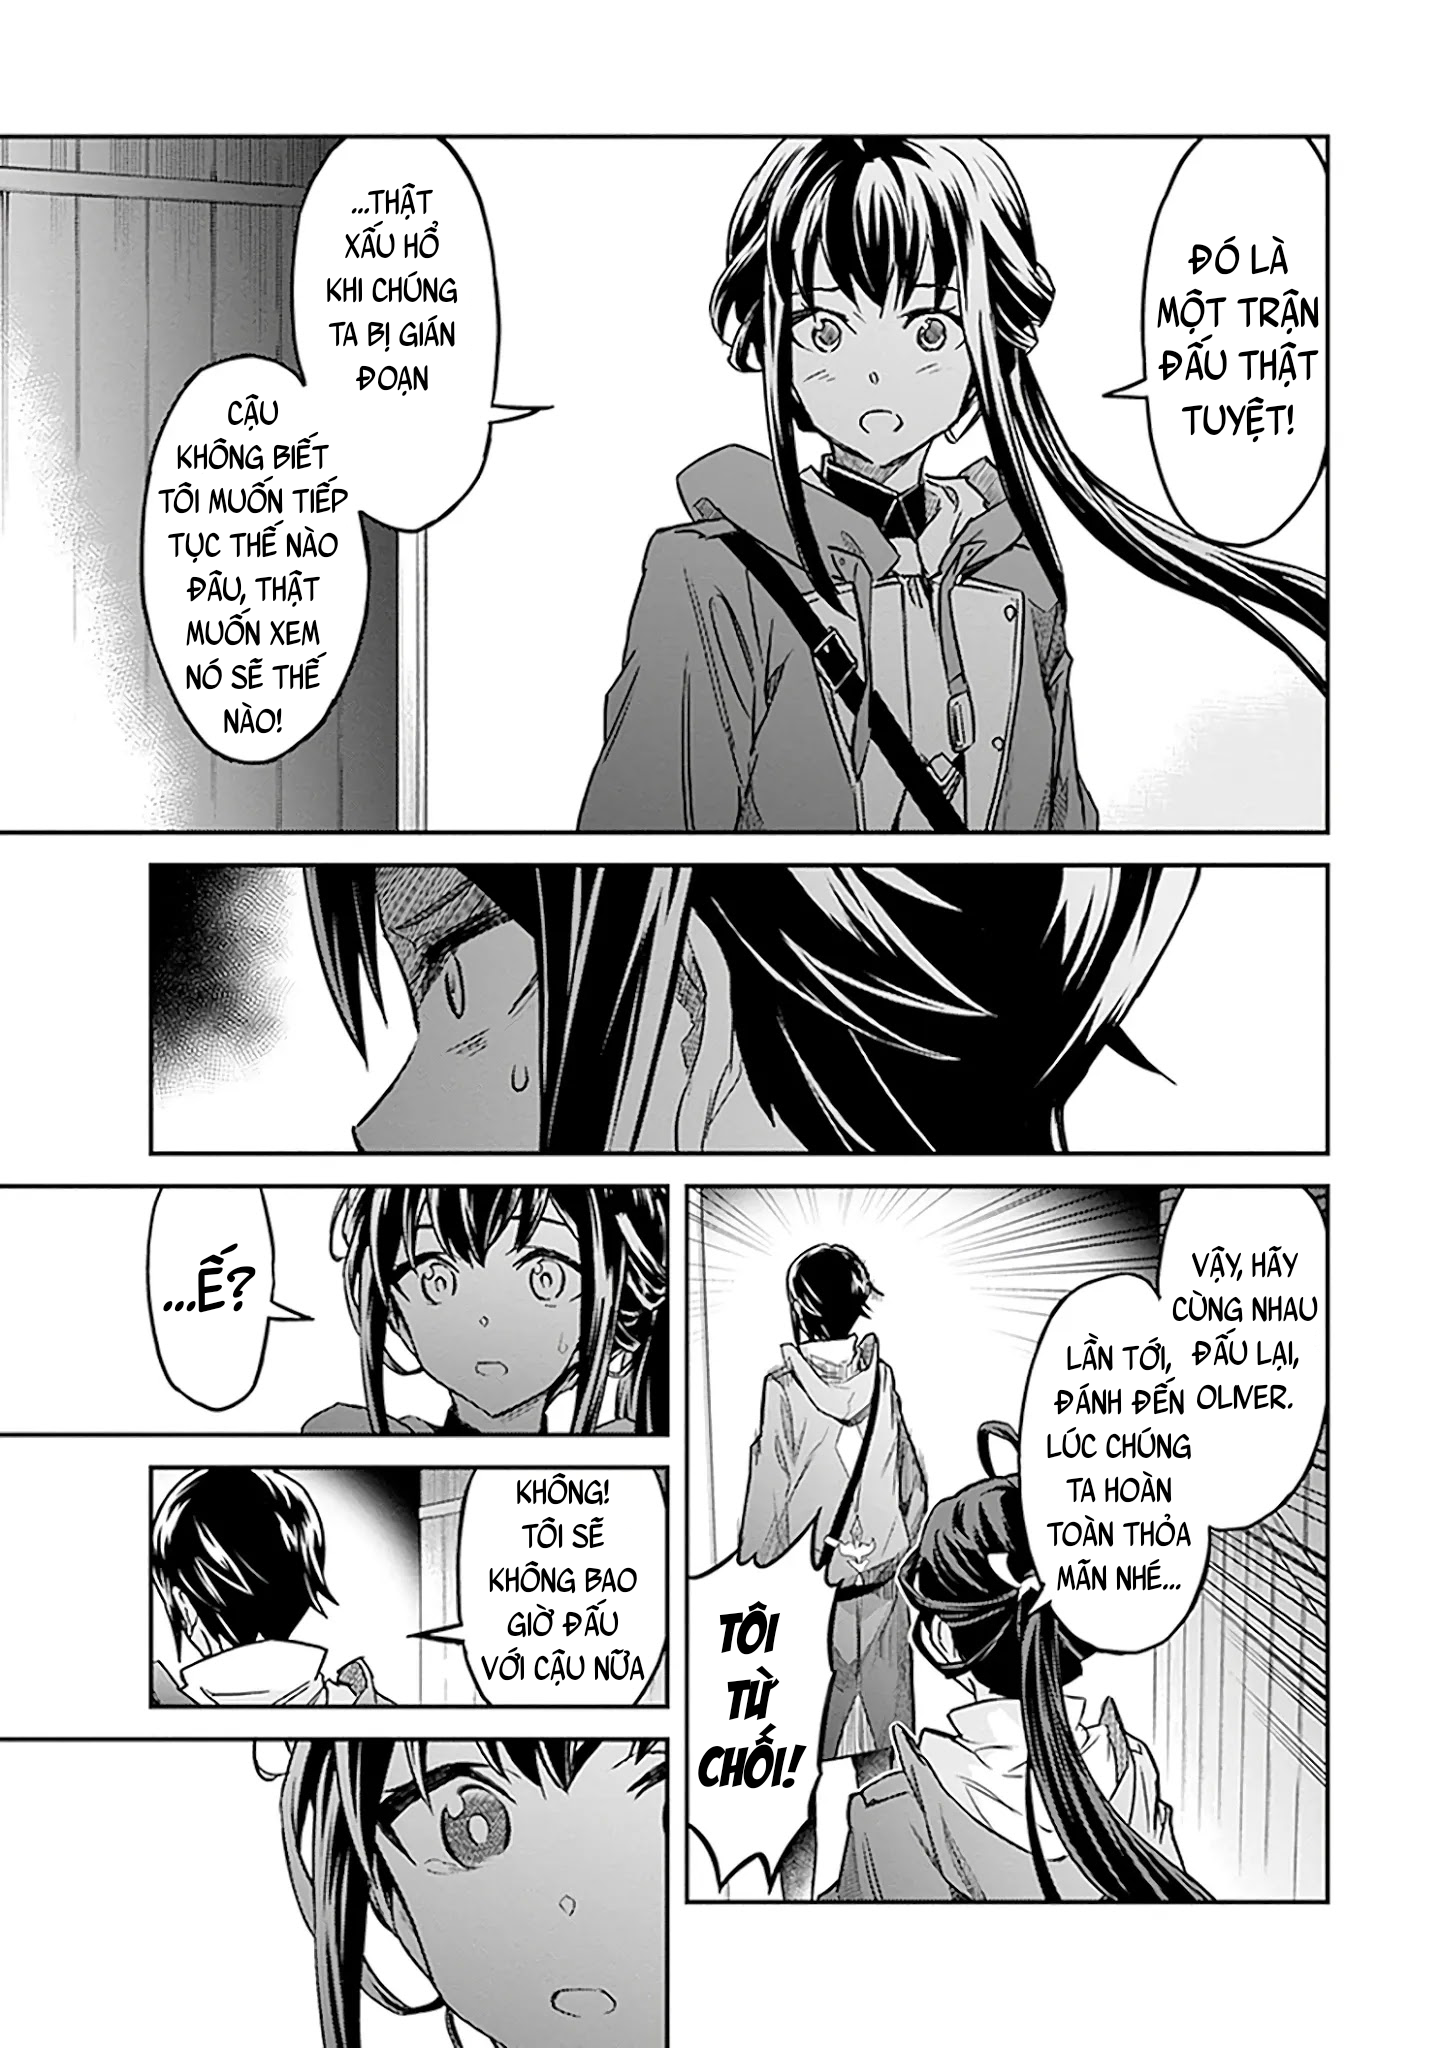 ĐÓ LÀ
MỘT TRẬN
ĐẤU THẬT
TUYỆT!
...THẬT
XẤU HỔ
KHI CHÚNG
TA BỊ GIÁN
ĐOẠN
CẬU
KHÔNG BIẾT
TÔI MUỐN TIẾP
TỤC THẾ NÀO
ĐÂU, THẬT
MUỐN XEM
NÓ SẼ THẾ
NÀO!
VẬY, HÃY
CÙNG NHAU
ĐẤU LẠI,
OLIVER.
LẦN TỚI,
ĐÁNH ĐẾN
LÚC CHÚNG
TA HOÀN
TOÀN THỎA
MÃN NHÉ...
TÔI
TỪ
CHỐI!
...Ế?
KHÔNG!
TÔI SẼ
KHÔNG BAO
GIỜ ĐẤU
VỚI CẬU NỮA